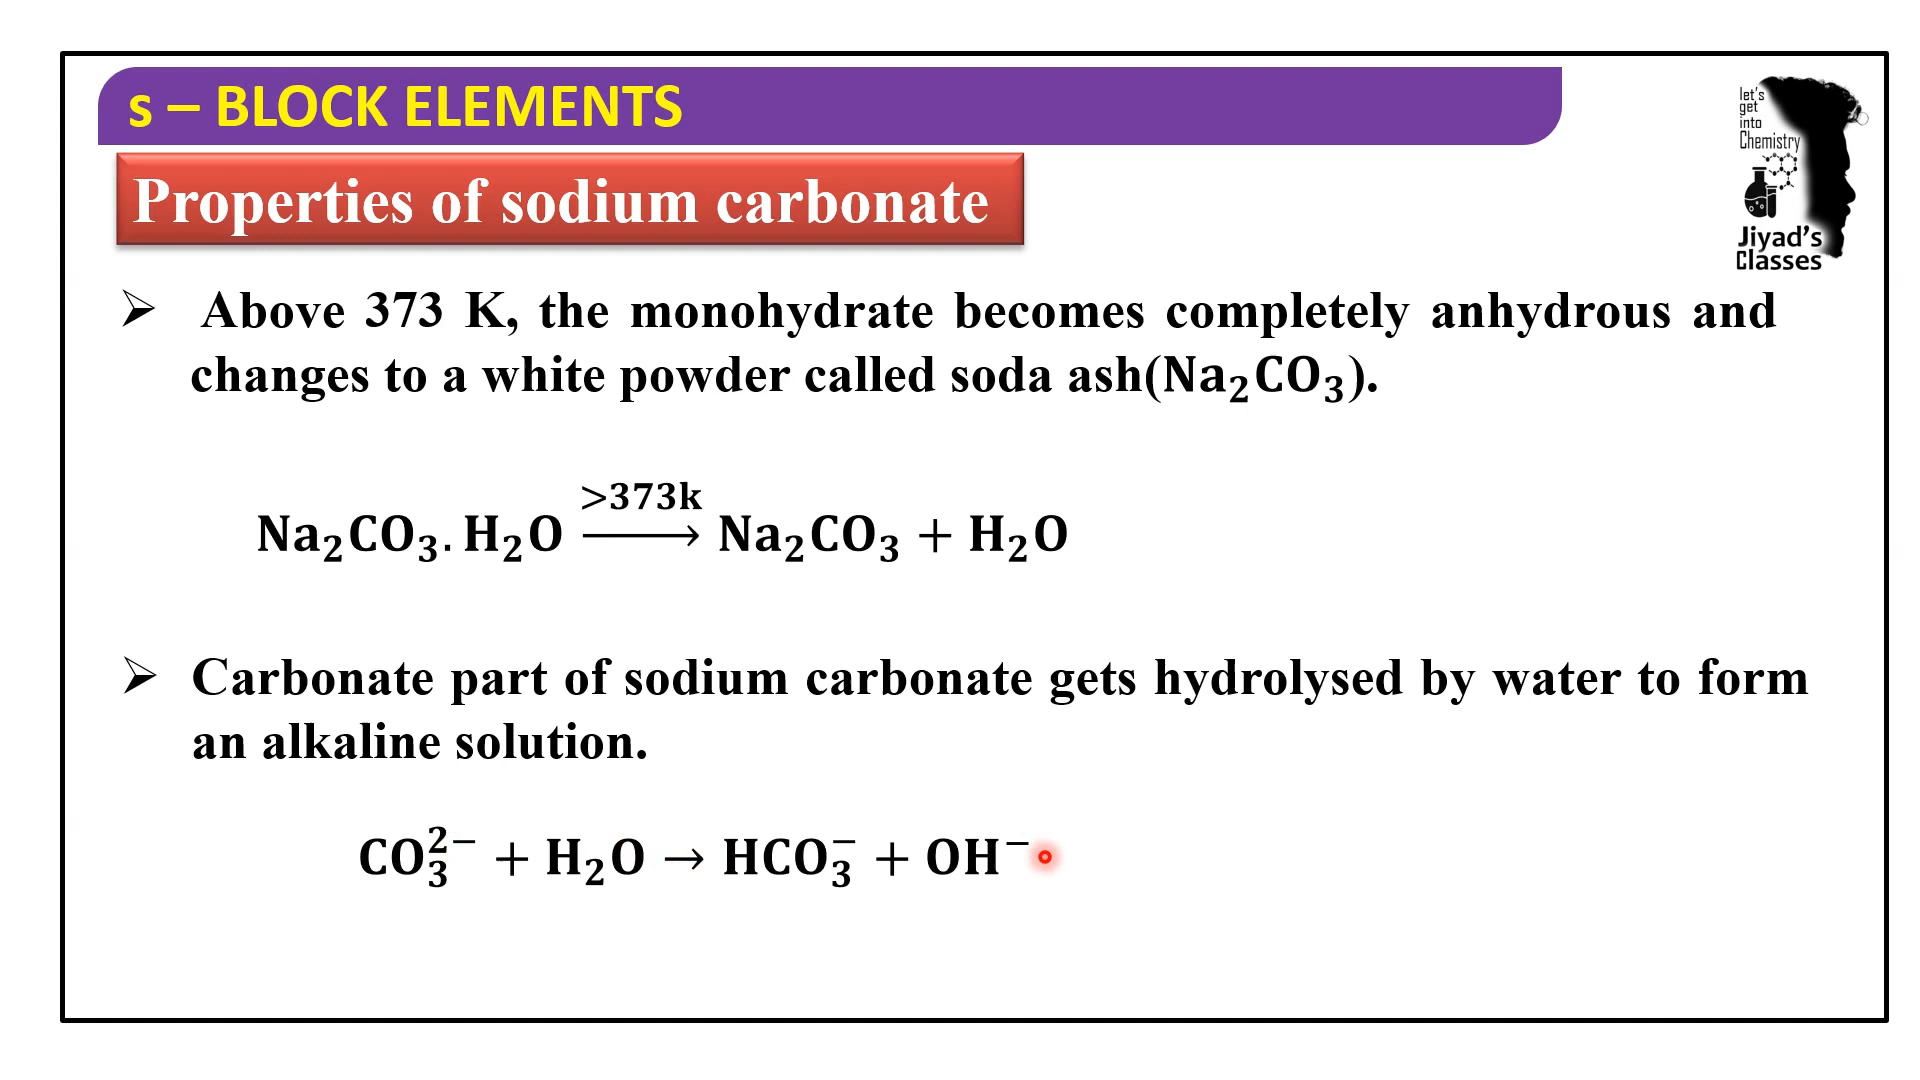 s – BLOCK ELEMENTS
let's
get
into
Chemistry
Jiyad's
Classes
Properties of sodium carbonate
➢ Above 373 K, the monohydrate becomes completely anhydrous and
changes to a white powder called soda ash(Na₂CO₃).
>373k
Na₂CO₃. H₂O ⟶ Na₂CO₃ + H₂O
➢ Carbonate part of sodium carbonate gets hydrolysed by water to form
an alkaline solution.
CO₃²⁻ + H₂O → HCO₃⁻ + OH⁻